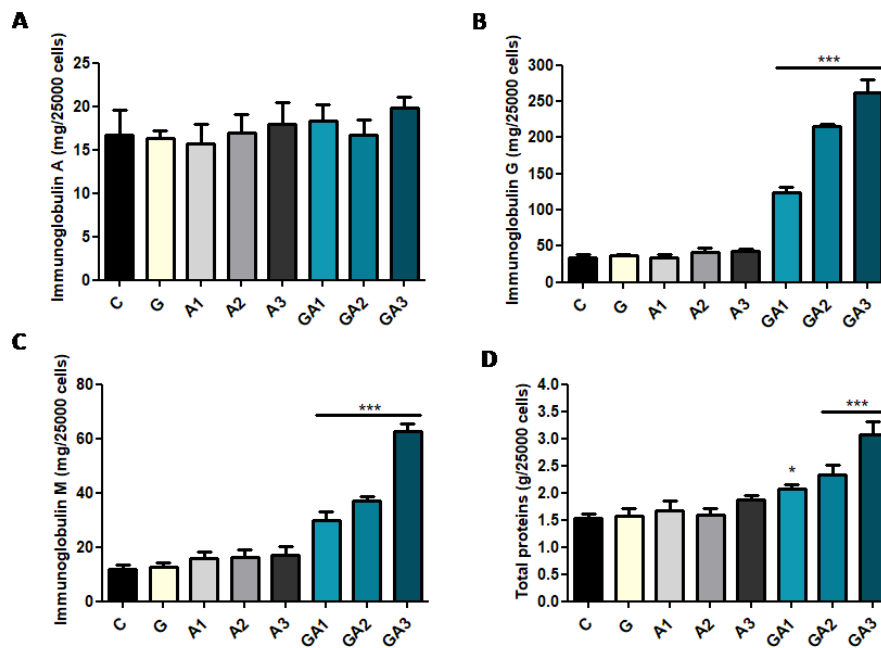 A
Immunoglobulin A (mg/25000 cells)
25
20
15
10
5
0
C G A1 A2 A3 GA1 GA2 GA3
B
Immunoglobulin G (mg/25000 cells)
300
250
200
150
100
50
0
***
C G A1 A2 A3 GA1 GA2 GA3
C
Immunoglobulin M (mg/25000 cells)
80
60
40
20
0
***
C G A1 A2 A3 GA1 GA2 GA3
D
Total proteins (g/25000 cells)
4.0
3.5
3.0
2.5
2.0
1.5
1.0
0.5
0.0
*
***
C G A1 A2 A3 GA1 GA2 GA3